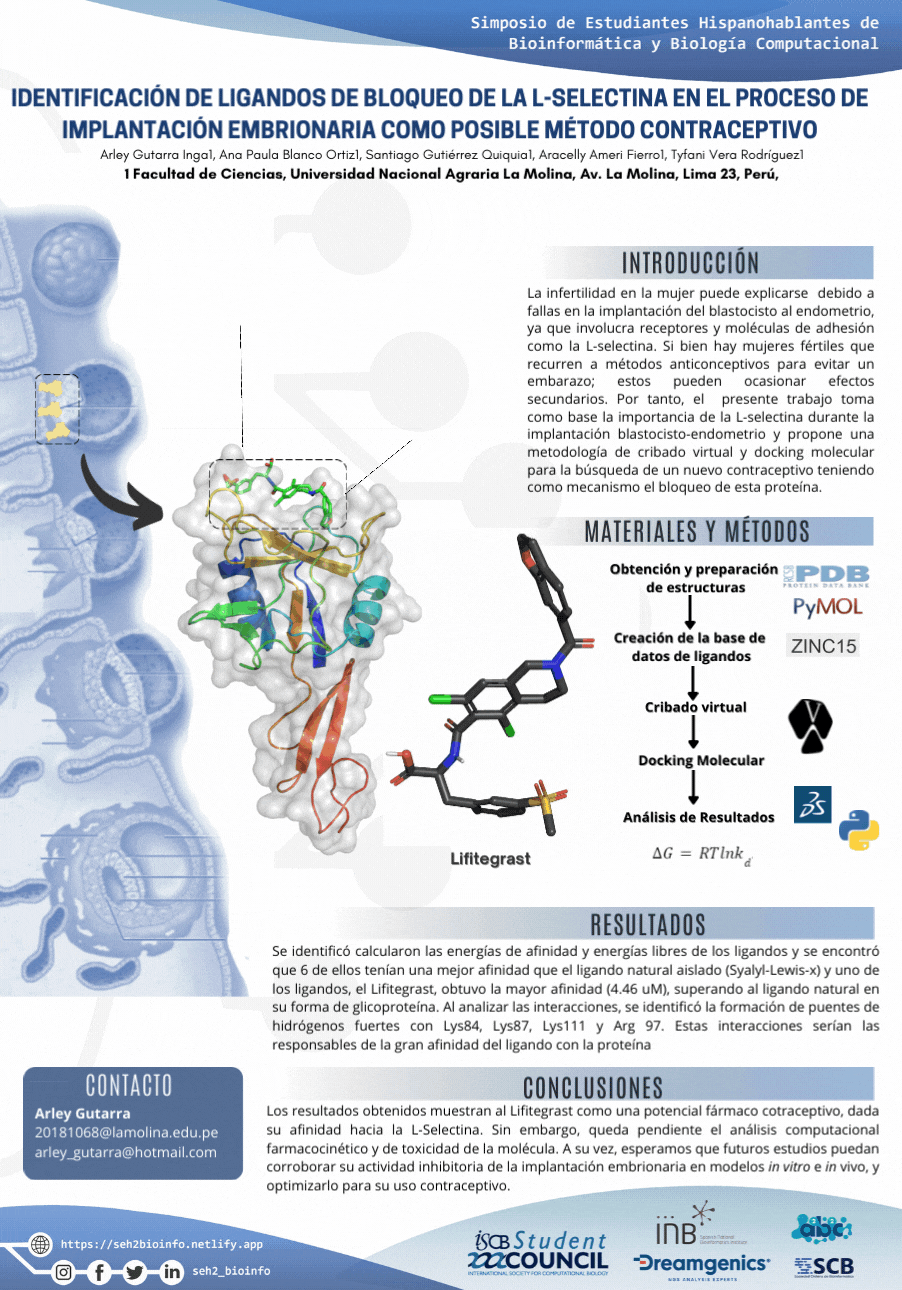 Simposio de Estudiantes Hispanohablantes de
Bioinformática y Biología Computacional
IDENTIFICACIÓN DE LIGANDOS DE BLOQUEO DE LA L-SELECTINA EN EL PROCESO DE
IMPLANTACIÓN EMBRIONARIA COMO POSIBLE MÉTODO CONTRACEPTIVO
Arley Gutarra Inga1, Ana Paula Blanco Ortiz1, Santiago Gutiérrez Quiquia1, Aracelly Ameri Fierro1, Tyfani Vera Rodríguez1
1 Facultad de Ciencias, Universidad Nacional Agraria La Molina, Av. La Molina, Lima 23, Perú,
INTRODUCCIÓN
La infertilidad en la mujer puede explicarse debido a
fallas en la implantación del blastocisto al endometrio,
ya que involucra receptores y moléculas de adhesión
como la L-selectina. Si bien hay mujeres fértiles que
recurren a métodos anticonceptivos para evitar un
embarazo; estos pueden ocasionar efectos
secundarios. Por tanto, el presente trabajo toma
como base la importancia de la L-selectina durante la
implantación blastocisto-endometrio y propone una
metodología de cribado virtual y docking molecular
para la búsqueda de un nuevo contraceptivo teniendo
como mecanismo el bloqueo de esta proteína.
MATERIALES Y MÉTODOS
Obtención y preparación
de estructuras
RCSB PDB
PROTEIN DATA BANK
PyMOL
Creación de la base de
datos de ligandos
ZINC15
Cribado virtual
Docking Molecular
Análisis de Resultados
ΔG = RTlnk d
Lifitegrast
RESULTADOS
Se identificó calcularon las energías de afinidad y energías libres de los ligandos y se encontró
que 6 de ellos tenían una mejor afinidad que el ligando natural aislado (Syalyl-Lewis-x) y uno de
los ligandos, el Lifitegrast, obtuvo la mayor afinidad (4.46 uM), superando al ligando natural en
su forma de glicoproteína. Al analizar las interacciones, se identificó la formación de puentes de
hidrógenos fuertes con Lys84, Lys87, Lys111 y Arg 97. Estas interacciones serían las
responsables de la gran afinidad del ligando con la proteína
CONCLUSIONES
Los resultados obtenidos muestran al Lifitegrast como una potencial fármaco cotraceptivo, dada
su afinidad hacia la L-Selectina. Sin embargo, queda pendiente el análisis computacional
farmacocinético y de toxicidad de la molécula. A su vez, esperamos que futuros estudios puedan
corroborar su actividad inhibitoria de la implantación embrionaria en modelos in vitro e in vivo, y
optimizarlo para su uso contraceptivo.
CONTACTO
Arley Gutarra
20181068@lamolina.edu.pe
arley_gutarra@hotmail.com
https://seh2bioinfo.netlify.app
seh2_bioinfo
iSCB Student
COUNCIL
INTERNATIONAL SOCIETY FOR COMPUTATIONAL BIOLOGY
INB
Dreamgenics
abc
SCB